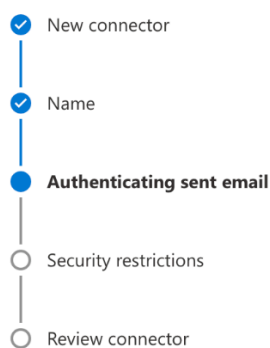 New connector
Name
Authenticating sent email
Security restrictions
Review connector